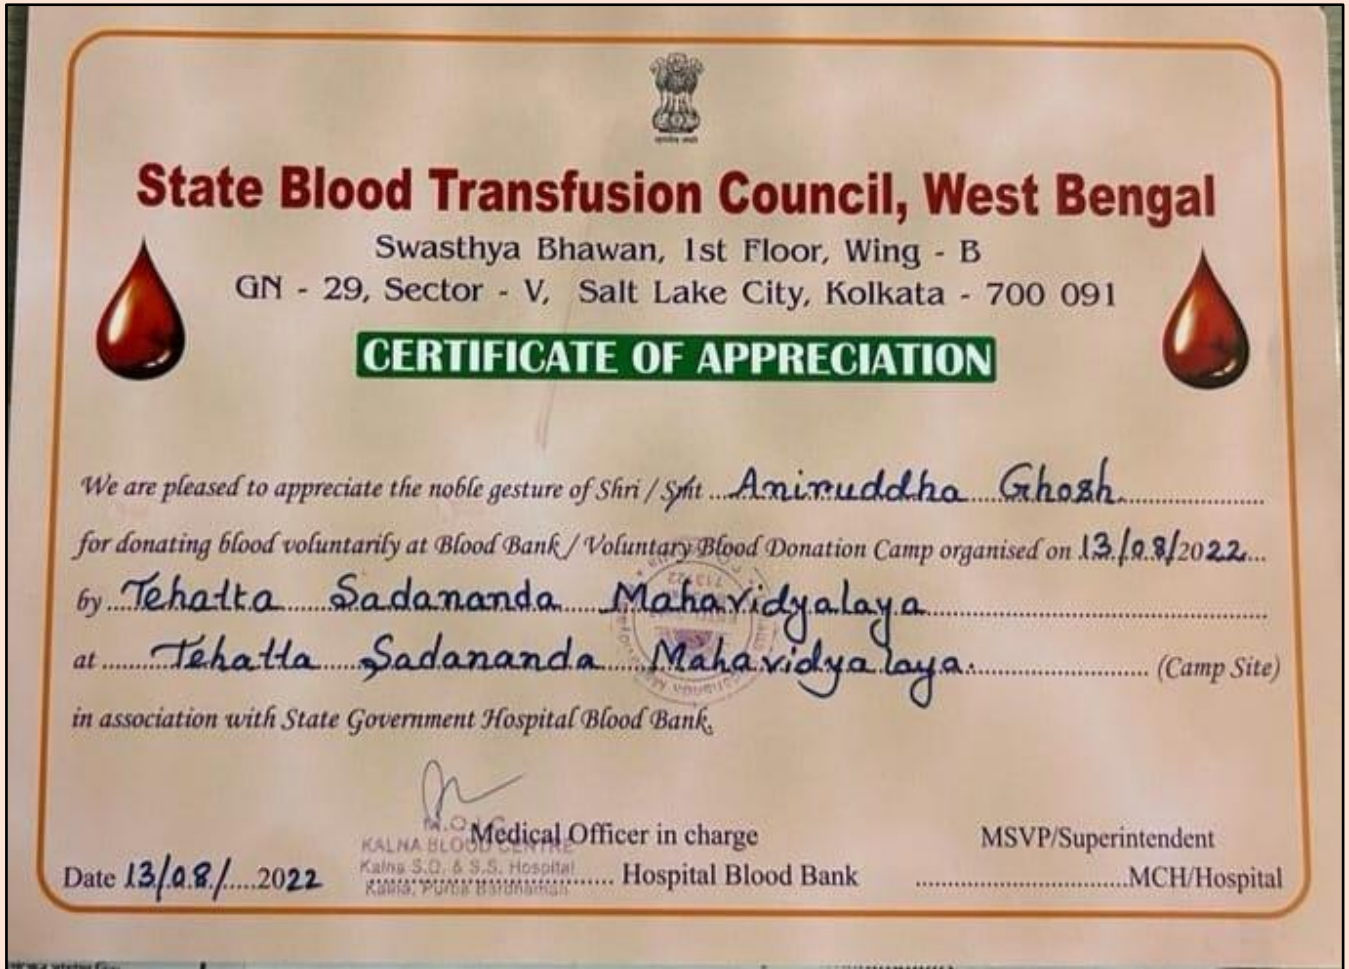 State Blood Transfusion Council, West Bengal
Swasthya Bhawan, 1st Floor, Wing - B
GN - 29, Sector - V, Salt Lake City, Kolkata - 700 091
CERTIFICATE OF APPRECIATION
We are pleased to appreciate the noble gesture of Shri / Smt Aniruddha Ghosh
for donating blood voluntarily at Blood Bank / Voluntary Blood Donation Camp organised on 13/08/2022
by Tehatta Sadananda Mahavidyalaya
at Tehatta Sadananda Mahavidyalaya. (Camp Site)
in association with State Government Hospital Blood Bank.
Medical Officer in charge
MSVP/Superintendent
KALNA BLOOD CENTRE
Kalna S.D. & S.S. Hospital
Kalna, Purba Bardhaman
Date 13/08/2022
Hospital Blood Bank
MCH/Hospital